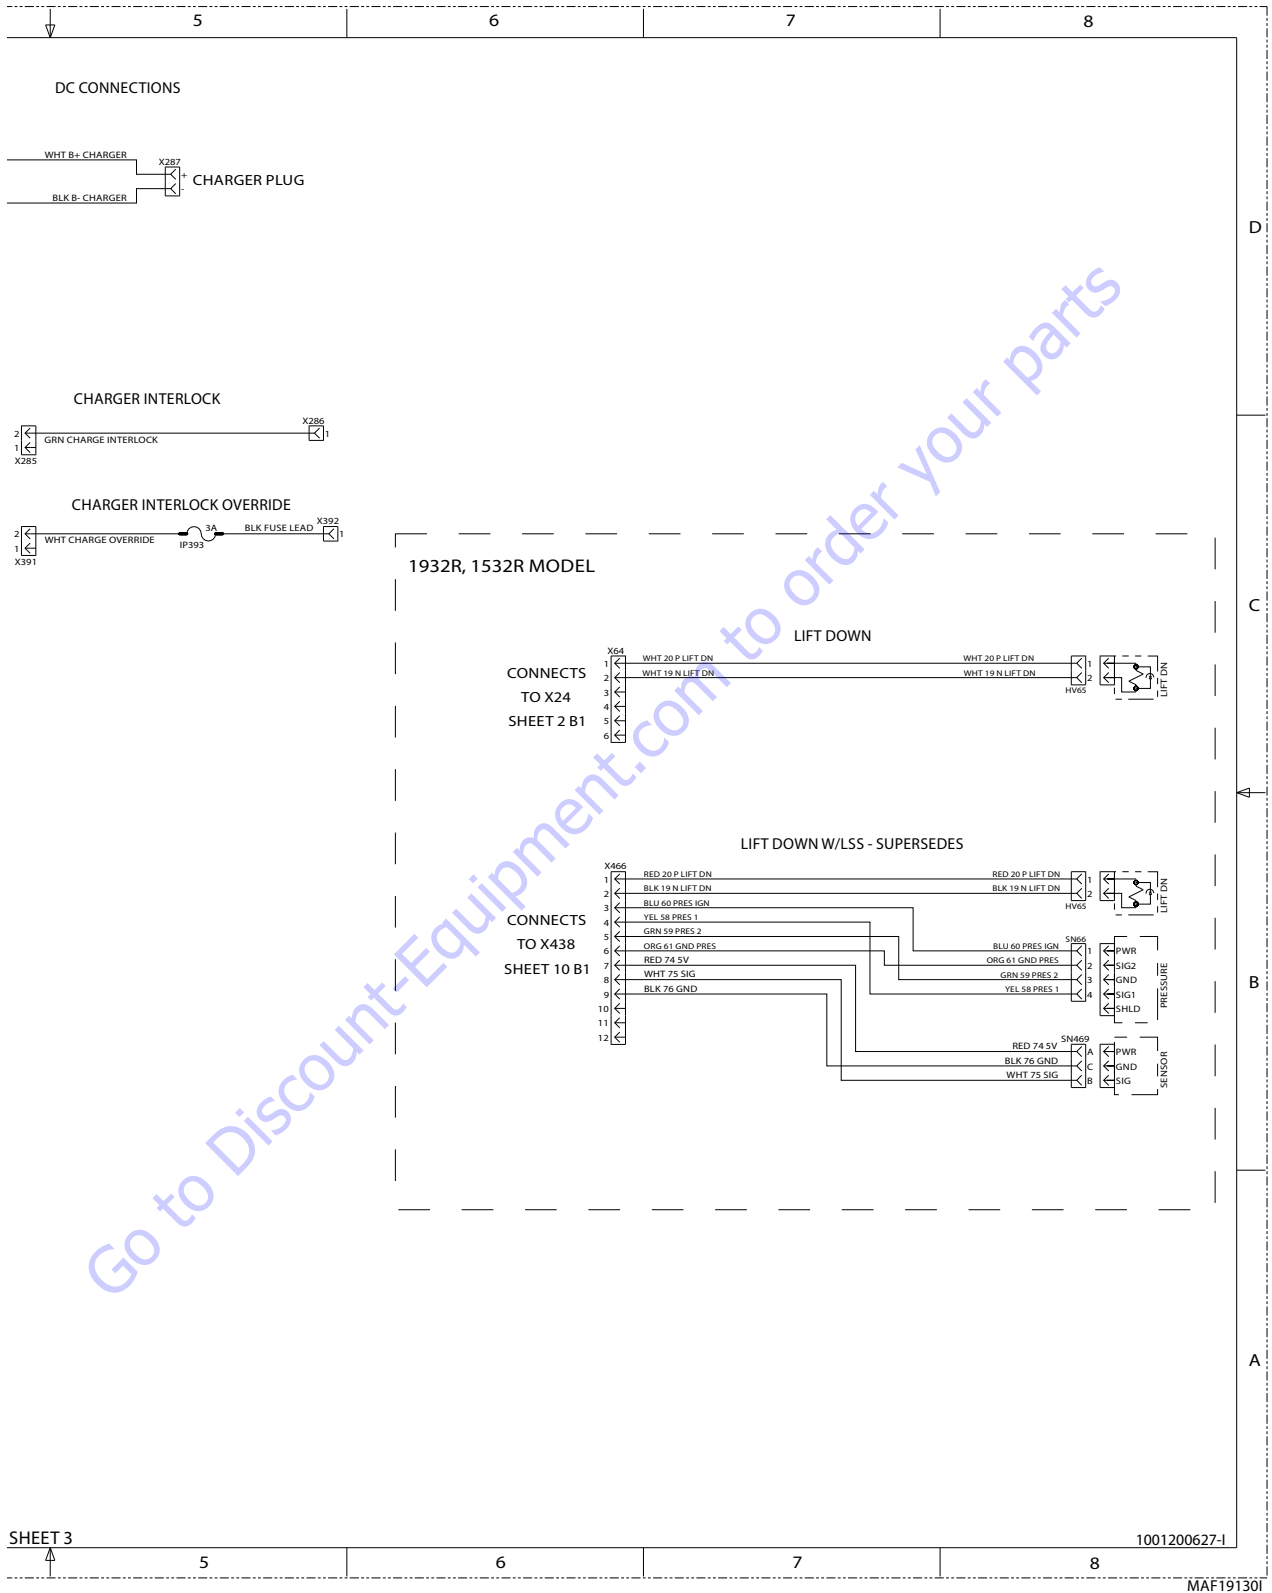 5 6 7 8
DC CONNECTIONS
WHT B+ CHARGER
X287
+
CHARGER PLUG
-
BLK B- CHARGER
D
CHARGER INTERLOCK
X286
2
GRN CHARGE INTERLOCK
1
1
X285
CHARGER INTERLOCK OVERRIDE
2
WHT CHARGE OVERRIDE
3A
IP393
BLK FUSE LEAD
X392
1
1
X391
1932R, 1532R MODEL
C
LIFT DOWN
CONNECTS
TO X24
SHEET 2 B1
X64
1 WHT 20 P LIFT DN WHT 20 P LIFT DN 1
2 WHT 19 N LIFT DN WHT 19 N LIFT DN 2
3
4
5
6
HV65
LIFT DN
LIFT DOWN W/LSS - SUPERSEDES
CONNECTS
TO X438
SHEET 10 B1
X466
1 RED 20 P LIFT DN RED 20 P LIFT DN 1
2 BLK 19 N LIFT DN BLK 19 N LIFT DN 2
HV65
LIFT DN
3 BLU 60 PRES IGN
4 YEL 58 PRES 1
5 GRN 59 PRES 2
6 ORG 61 GND PRES
7 RED 74 5V
8 WHT 75 SIG
9 BLK 76 GND
10
11
12
SN66
BLU 60 PRES IGN 1 PWR
ORG 61 GND PRES 2 SIG2
GRN 59 PRES 2 3 GND
YEL 58 PRES 1 4 SIG1
SHLD
PRESSURE
B
SN469
RED 74 5V A PWR
BLK 76 GND C GND
WHT 75 SIG B SIG
SENSOR
A
Go to Discount-Equipment.com to order your parts
SHEET 3
1001200627-I
5 6 7 8
MAF19130I